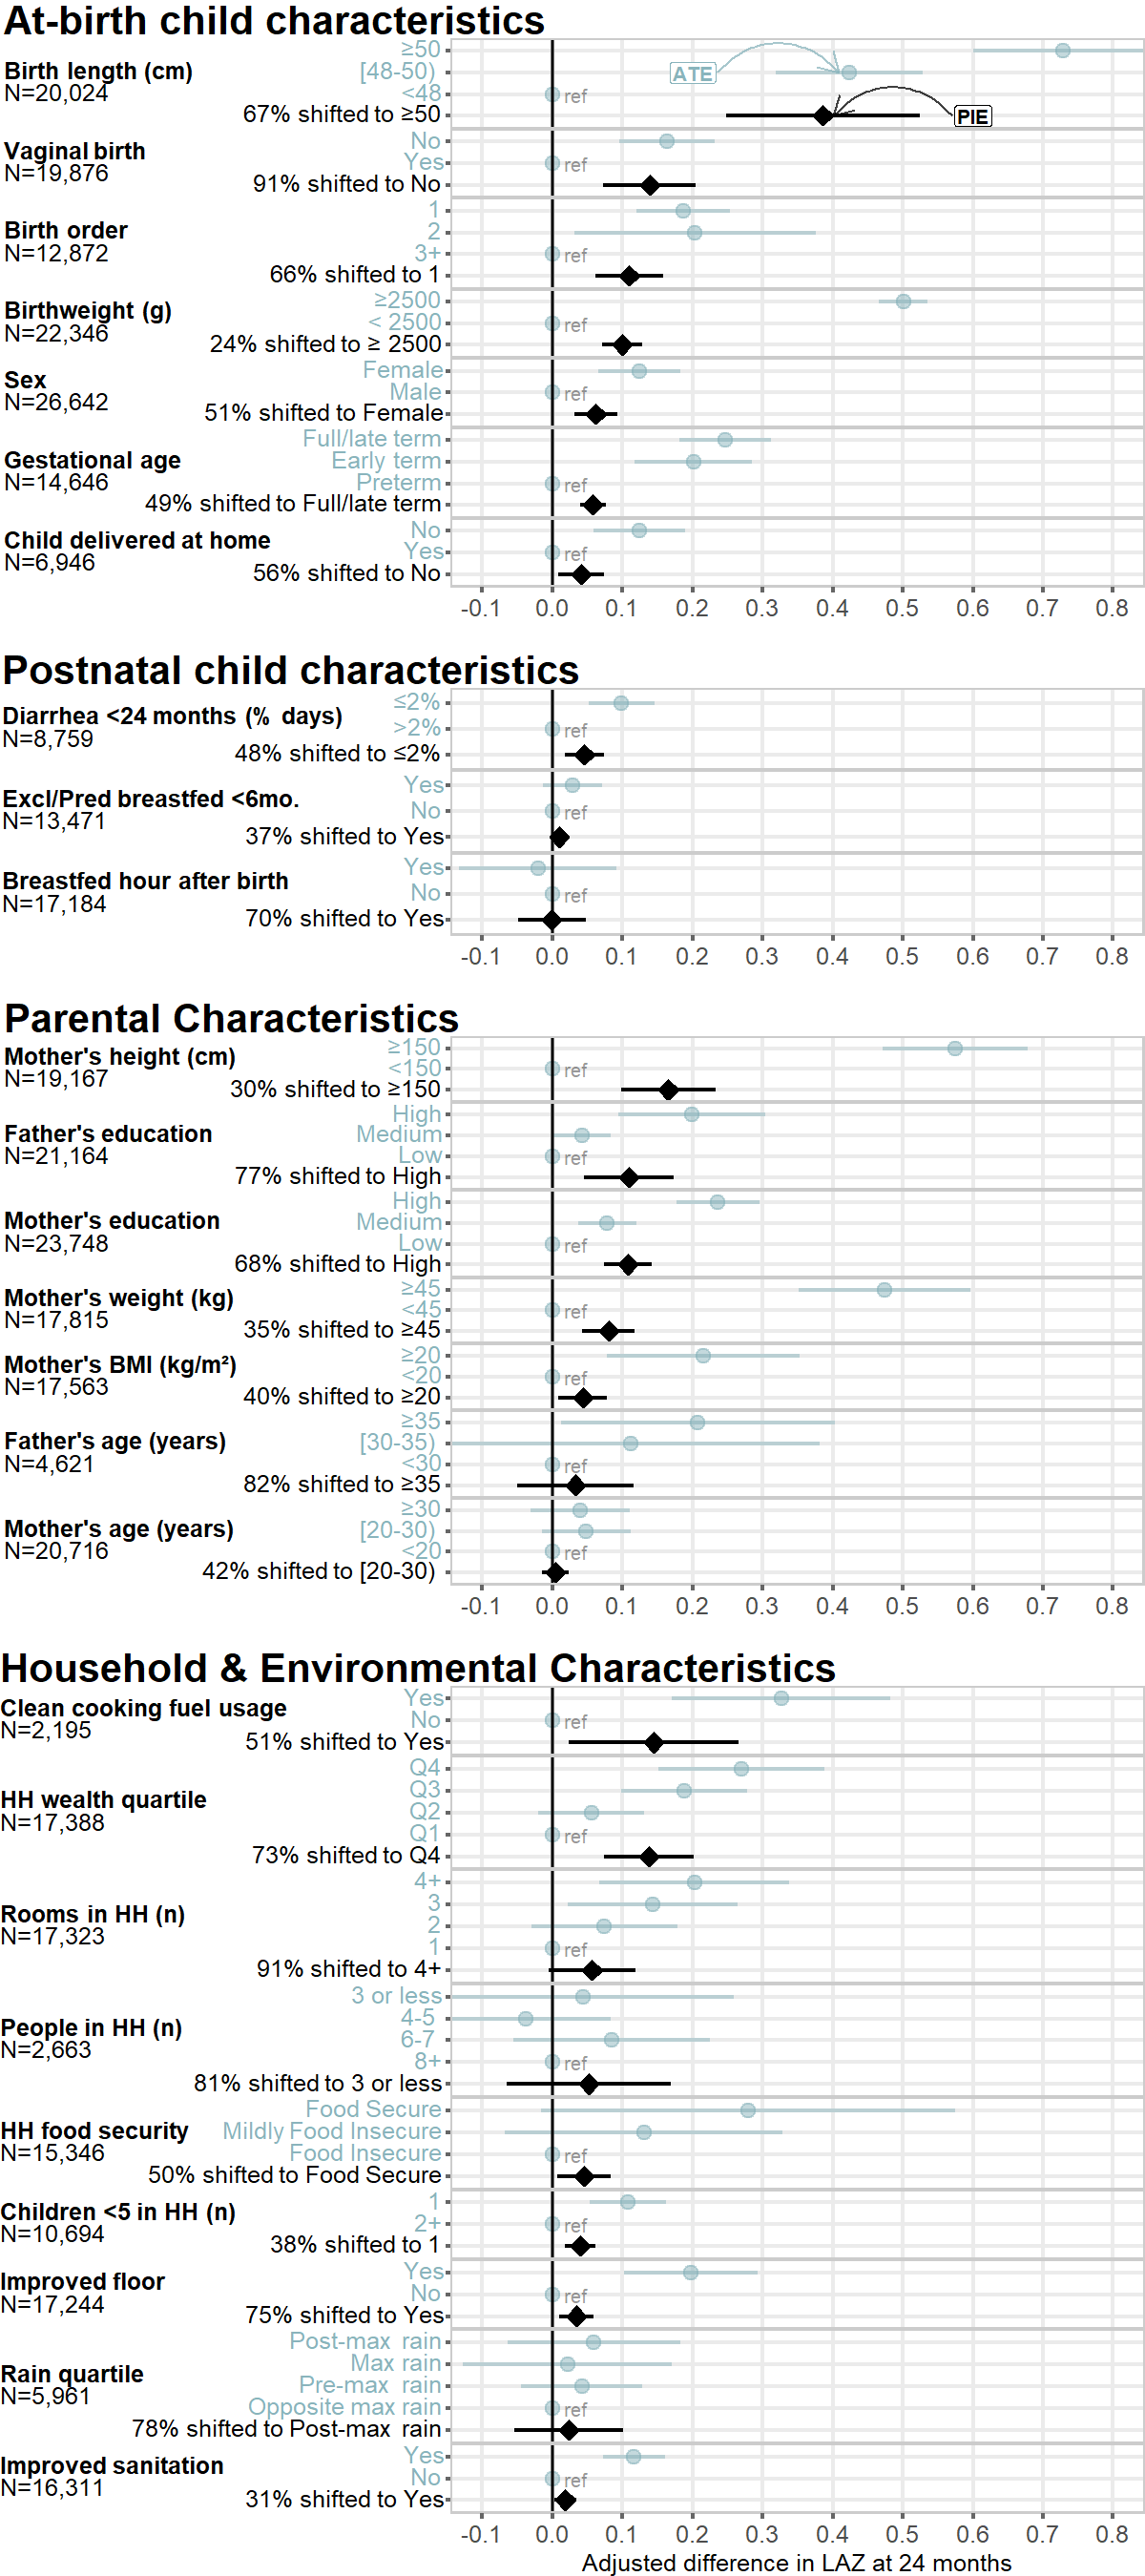 At-birth child characteristics
≥50
Birth length (cm)
[48-50)
ATE
N=20,024
<48
ref
67% shifted to ≥50
PIE
No
Vaginal birth
Yes
ref
N=19,876
91% shifted to No
1
Birth order
2
N=12,872
3+
ref
66% shifted to 1
≥2500
Birthweight (g)
< 2500
ref
N=22,346
24% shifted to ≥ 2500
Female
Sex
Male
ref
N=26,642
51% shifted to Female
Full/late term
Gestational age
Early term
N=14,646
Preterm
ref
49% shifted to Full/late term
No
Child delivered at home
Yes
ref
N=6,946
56% shifted to No
-0.1 0.0 0.1 0.2 0.3 0.4 0.5 0.6 0.7 0.8
Postnatal child characteristics
≤2%
Diarrhea <24 months (% days)
>2%
ref
N=8,759
48% shifted to ≤2%
Yes
Excl/Pred breastfed <6mo.
No
ref
N=13,471
37% shifted to Yes
Yes
Breastfed hour after birth
No
ref
N=17,184
70% shifted to Yes
-0.1 0.0 0.1 0.2 0.3 0.4 0.5 0.6 0.7 0.8
Parental Characteristics
≥150
Mother's height (cm)
<150
ref
N=19,167
30% shifted to ≥150
High
Father's education
Medium
N=21,164
Low
ref
77% shifted to High
High
Mother's education
Medium
N=23,748
Low
ref
68% shifted to High
≥45
Mother's weight (kg)
<45
ref
N=17,815
35% shifted to ≥45
≥20
Mother's BMI (kg/m²)
<20
ref
N=17,563
40% shifted to ≥20
≥35
Father's age (years)
[30-35)
N=4,621
<30
ref
82% shifted to ≥35
≥30
Mother's age (years)
[20-30)
N=20,716
<20
ref
42% shifted to [20-30)
-0.1 0.0 0.1 0.2 0.3 0.4 0.5 0.6 0.7 0.8
Household & Environmental Characteristics
Yes
Clean cooking fuel usage
No
ref
N=2,195
51% shifted to Yes
Q4
Q3
HH wealth quartile
Q2
N=17,388
Q1
ref
73% shifted to Q4
4+
3
Rooms in HH (n)
2
N=17,323
1
ref
91% shifted to 4+
3 or less
4-5
People in HH (n)
6-7
N=2,663
8+
ref
81% shifted to 3 or less
Food Secure
HH food security
Mildly Food Insecure
N=15,346
Food Insecure
ref
50% shifted to Food Secure
1
Children <5 in HH (n)
2+
ref
N=10,694
38% shifted to 1
Yes
Improved floor
No
ref
N=17,244
75% shifted to Yes
Post-max rain
Max rain
Rain quartile
Pre-max rain
N=5,961
Opposite max rain
ref
78% shifted to Post-max rain
Yes
Improved sanitation
No
ref
N=16,311
31% shifted to Yes
-0.1 0.0 0.1 0.2 0.3 0.4 0.5 0.6 0.7 0.8
Adjusted difference in LAZ at 24 months